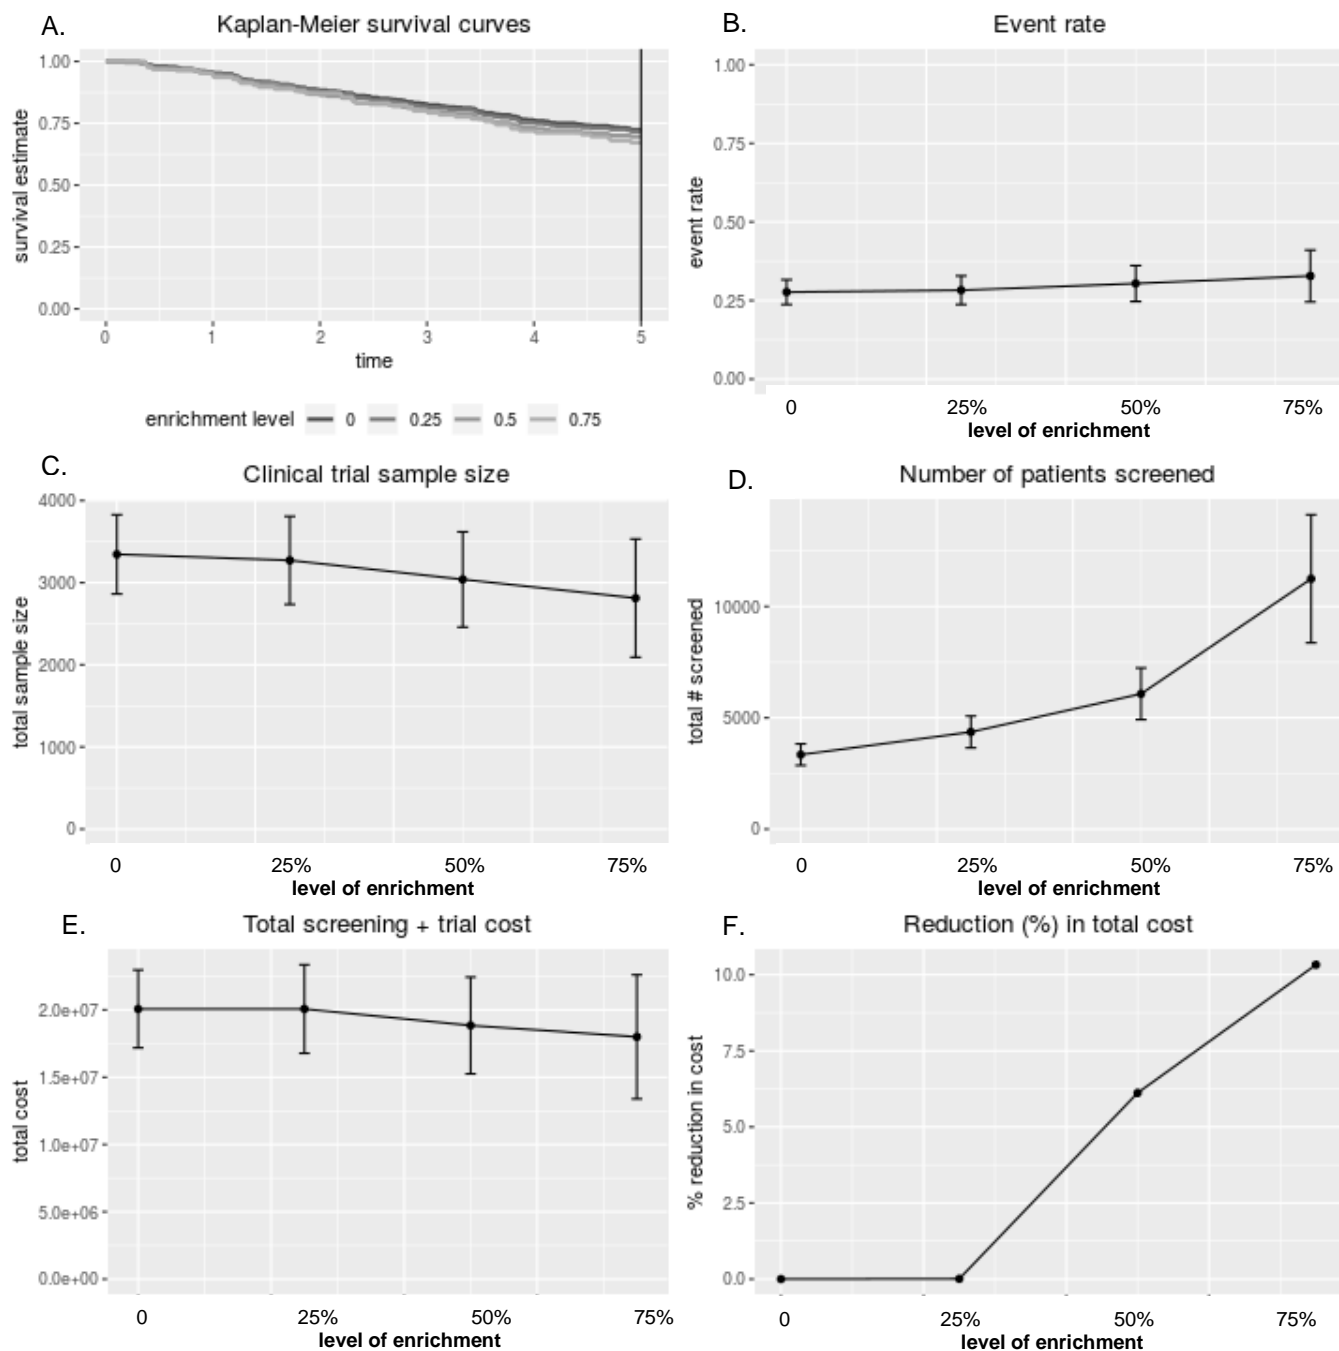 A.
Kaplan-Meier survival curves
survival estimate
1.00
0.75
0.50
0.25
0.00
0 1 2 3 4 5
time
enrichment level 0 0.25 0.5 0.75
B.
Event rate
event rate
1.00
0.75
0.50
0.25
0.00
0 25% 50% 75%
level of enrichment
C.
Clinical trial sample size
total sample size
4000
3000
2000
1000
0
0 25% 50% 75%
level of enrichment
D.
Number of patients screened
total # screened
10000
5000
0
0 25% 50% 75%
level of enrichment
E.
Total screening + trial cost
total cost
2.0e+07
1.5e+07
1.0e+07
5.0e+06
0.0e+00
0 25% 50% 75%
level of enrichment
F.
Reduction (%) in total cost
% reduction in cost
10.0
7.5
5.0
2.5
0.0
0 25% 50% 75%
level of enrichment